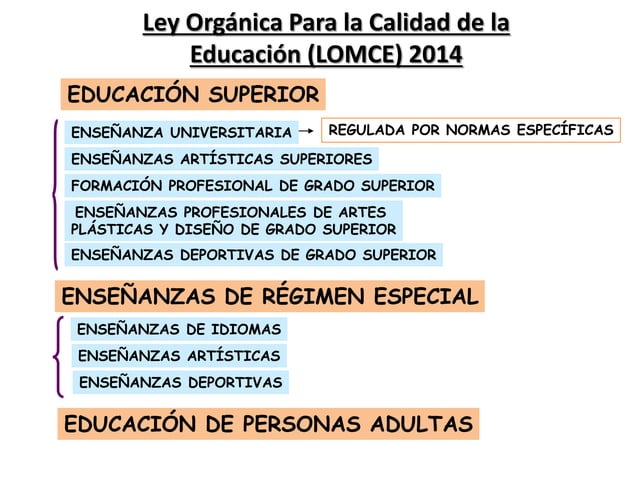 Ley Orgánica Para la Calidad de la
Educación (LOMCE) 2014
EDUCACIÓN SUPERIOR
ENSEÑANZA UNIVERSITARIA
REGULADA POR NORMAS ESPECÍFICAS
ENSEÑANZAS ARTÍSTICAS SUPERIORES
FORMACIÓN PROFESIONAL DE GRADO SUPERIOR
ENSEÑANZAS PROFESIONALES DE ARTES
PLÁSTICAS Y DISEÑO DE GRADO SUPERIOR
ENSEÑANZAS DEPORTIVAS DE GRADO SUPERIOR
ENSEÑANZAS DE RÉGIMEN ESPECIAL
ENSEÑANZAS DE IDIOMAS
ENSEÑANZAS ARTÍSTICAS
ENSEÑANZAS DEPORTIVAS
EDUCACIÓN DE PERSONAS ADULTAS